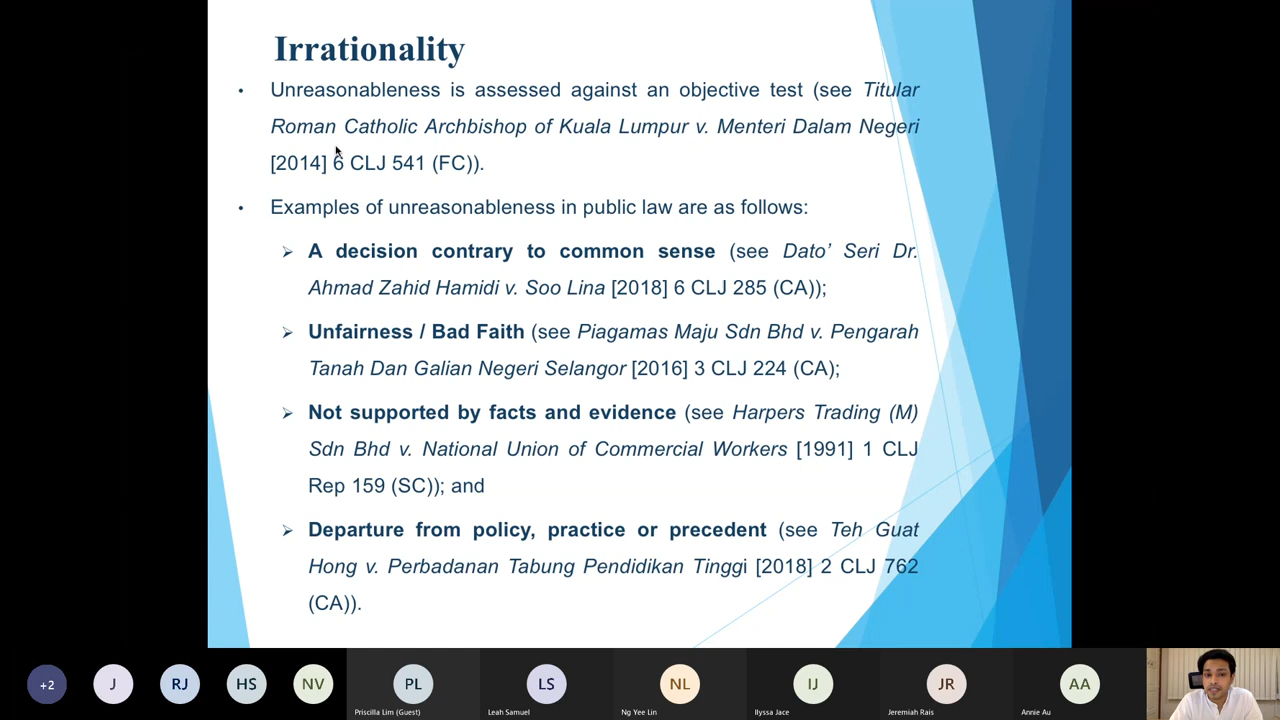 Irrationality
• Unreasonableness is assessed against an objective test (see Titular
Roman Catholic Archbishop of Kuala Lumpur v. Menteri Dalam Negeri
[2014] 6 CLJ 541 (FC)).
• Examples of unreasonableness in public law are as follows:
➢ A decision contrary to common sense (see Dato’ Seri Dr.
Ahmad Zahid Hamidi v. Soo Lina [2018] 6 CLJ 285 (CA));
➢ Unfairness / Bad Faith (see Piagamas Maju Sdn Bhd v. Pengarah
Tanah Dan Galian Negeri Selangor [2016] 3 CLJ 224 (CA);
➢ Not supported by facts and evidence (see Harpers Trading (M)
Sdn Bhd v. National Union of Commercial Workers [1991] 1 CLJ
Rep 159 (SC)); and
➢ Departure from policy, practice or precedent (see Teh Guat
Hong v. Perbadanan Tabung Pendidikan Tinggi [2018] 2 CLJ 762
(CA)).
+2 J RJ HS NV PL LS NL IJ JR AA
Priscilla Lim (Guest) Leah Samuel Ng Yee Lin Ilyssa Jace Jeremiah Rais Annie Au